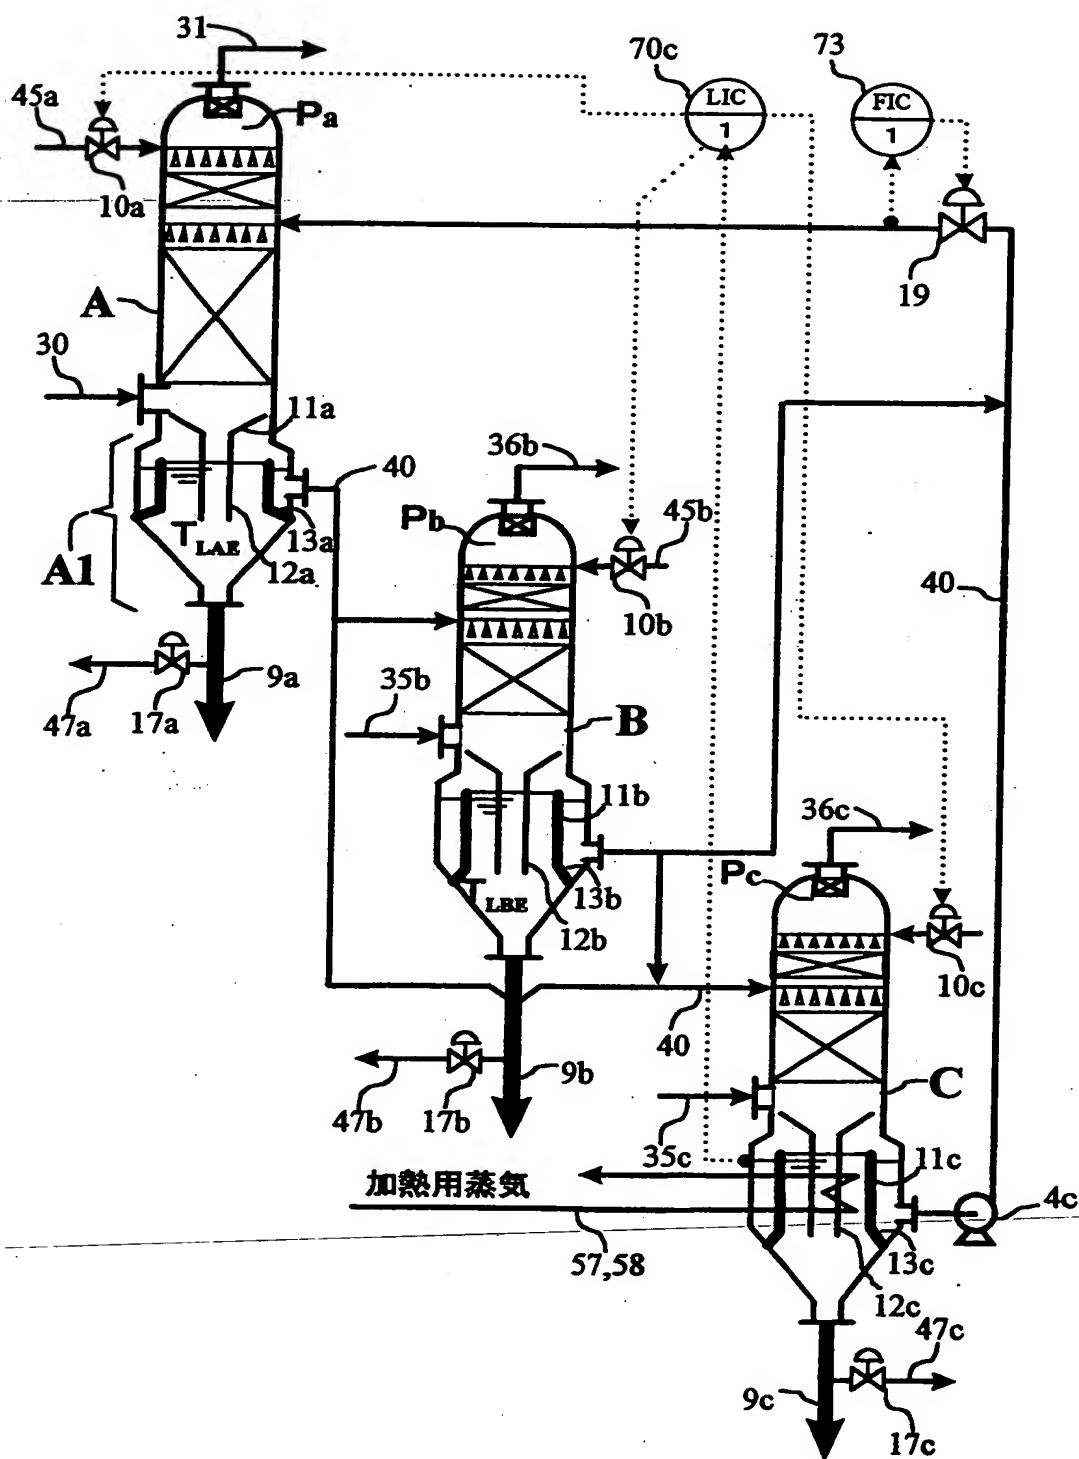 31
70c
73
45a
Pa
LIC
1
FIC
1
10a
19
A
30
11a
36b
40
A1
LAE
13a
12a
Pb
45b
10b
40
47a
17a
9a
35b
B
11b
36c
Pc
LBE
13b
12b
10c
40
47b
17b
9b
C
35c
11c
加熱用蒸気
4c
57,58
13c
12c
47c
9c
17c